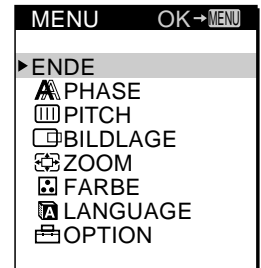 MENU OK→MENU
▶ENDE
PHASE
PITCH
BILDLAGE
ZOOM
FARBE
LANGUAGE
OPTION